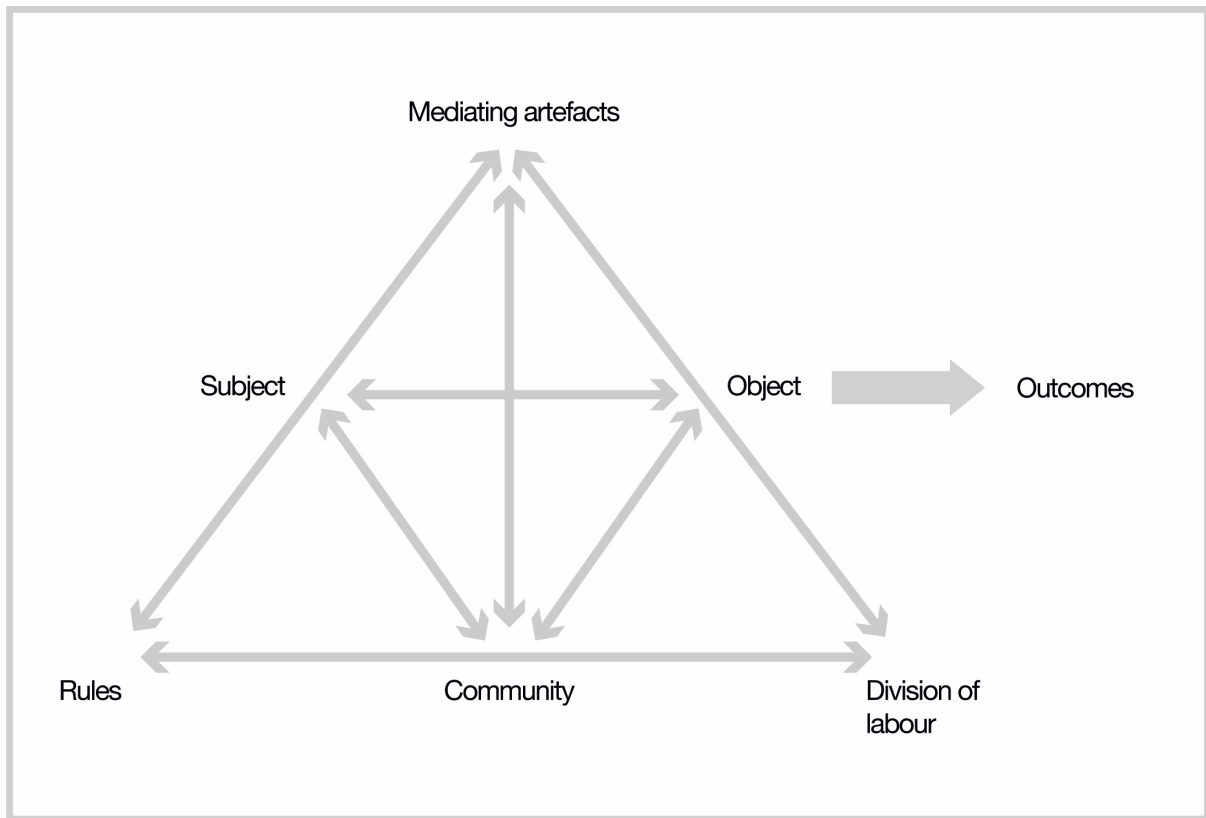 Mediating artefacts
Subject
Object
Outcomes
Rules
Community
Division of
labour